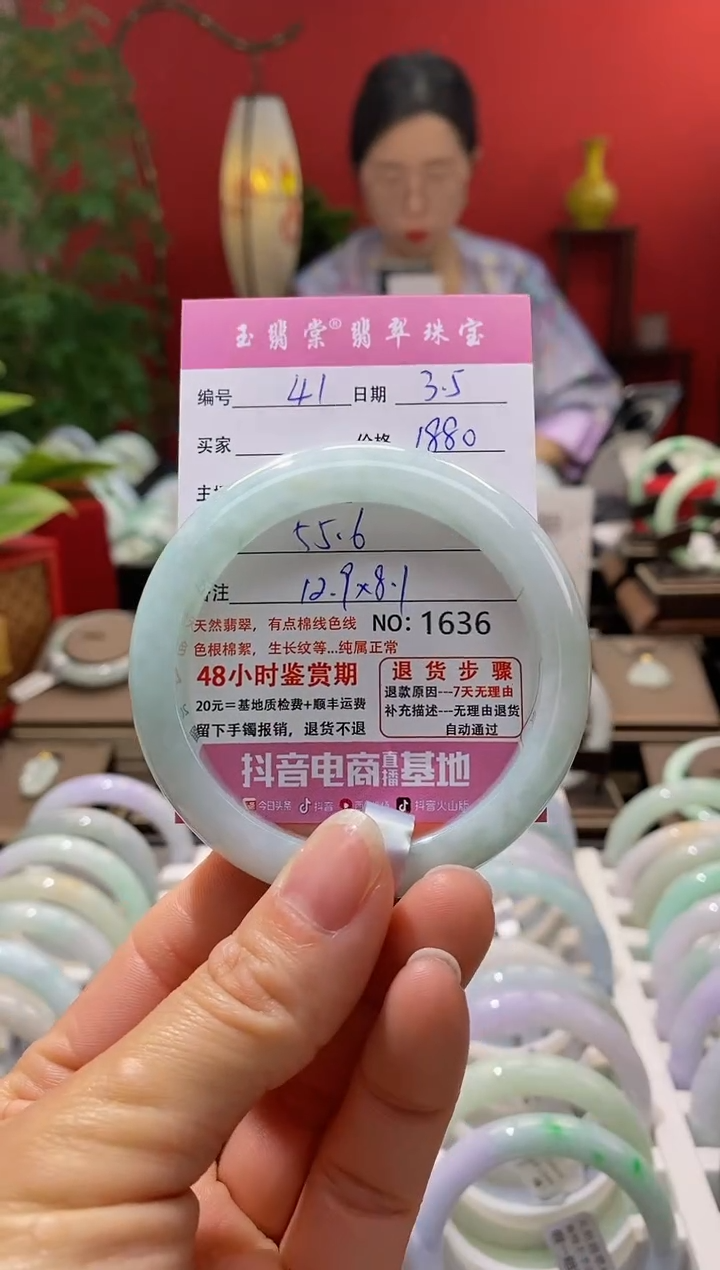 玉翡棠®翡翠珠宝
编号 41 日期 3.5
买家 价格 1880
主
55.6
注 12.9x8.1
天然翡翠，有点棉线色线 NO: 1636
色根棉絮，生长纹等...纯属正常
48小时鉴赏期
20元＝基地质检费+顺丰运费
留下手镯报销，退货不退
退货步骤
退款原因---7天无理由
补充描述---无理由退货
自动通过
抖音电商直播基地
今日头条 抖音 抖音火山版